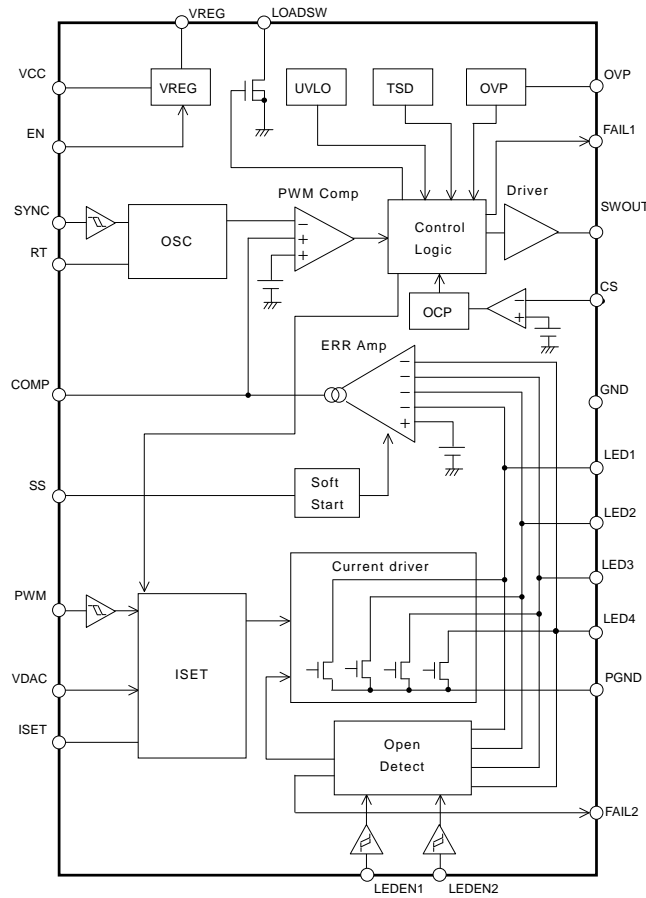 VREG
LOADSW
VCC
VREG
UVLO
TSD
OVP
OVP
EN
FAIL1
PWM Comp
Driver
SYNC
OSC
−
+
+
Control
Logic
SWOUT
RT
OCP
−
+
CS
ERR Amp
COMP
−
−
−
−
+
GND
LED1
SS
Soft
Start
LED2
Current driver
LED3
PWM
LED4
ISET
VDAC
PGND
ISET
Open
Detect
FAIL2
LEDEN1
LEDEN2